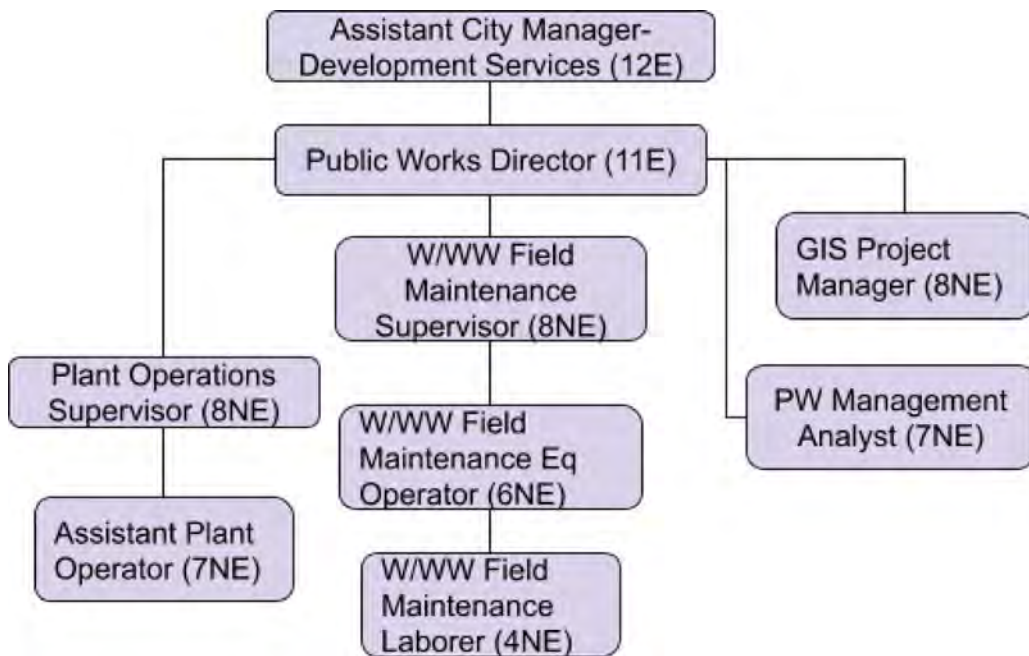 Assistant City Manager-
Development Services (12E)
Public Works Director (11E)
W/WW Field
Maintenance
Supervisor (8NE)
GIS Project
Manager (8NE)
Plant Operations
Supervisor (8NE)
W/WW Field
Maintenance Eq
Operator (6NE)
PW Management
Analyst (7NE)
Assistant Plant
Operator (7NE)
W/WW Field
Maintenance
Laborer (4NE)